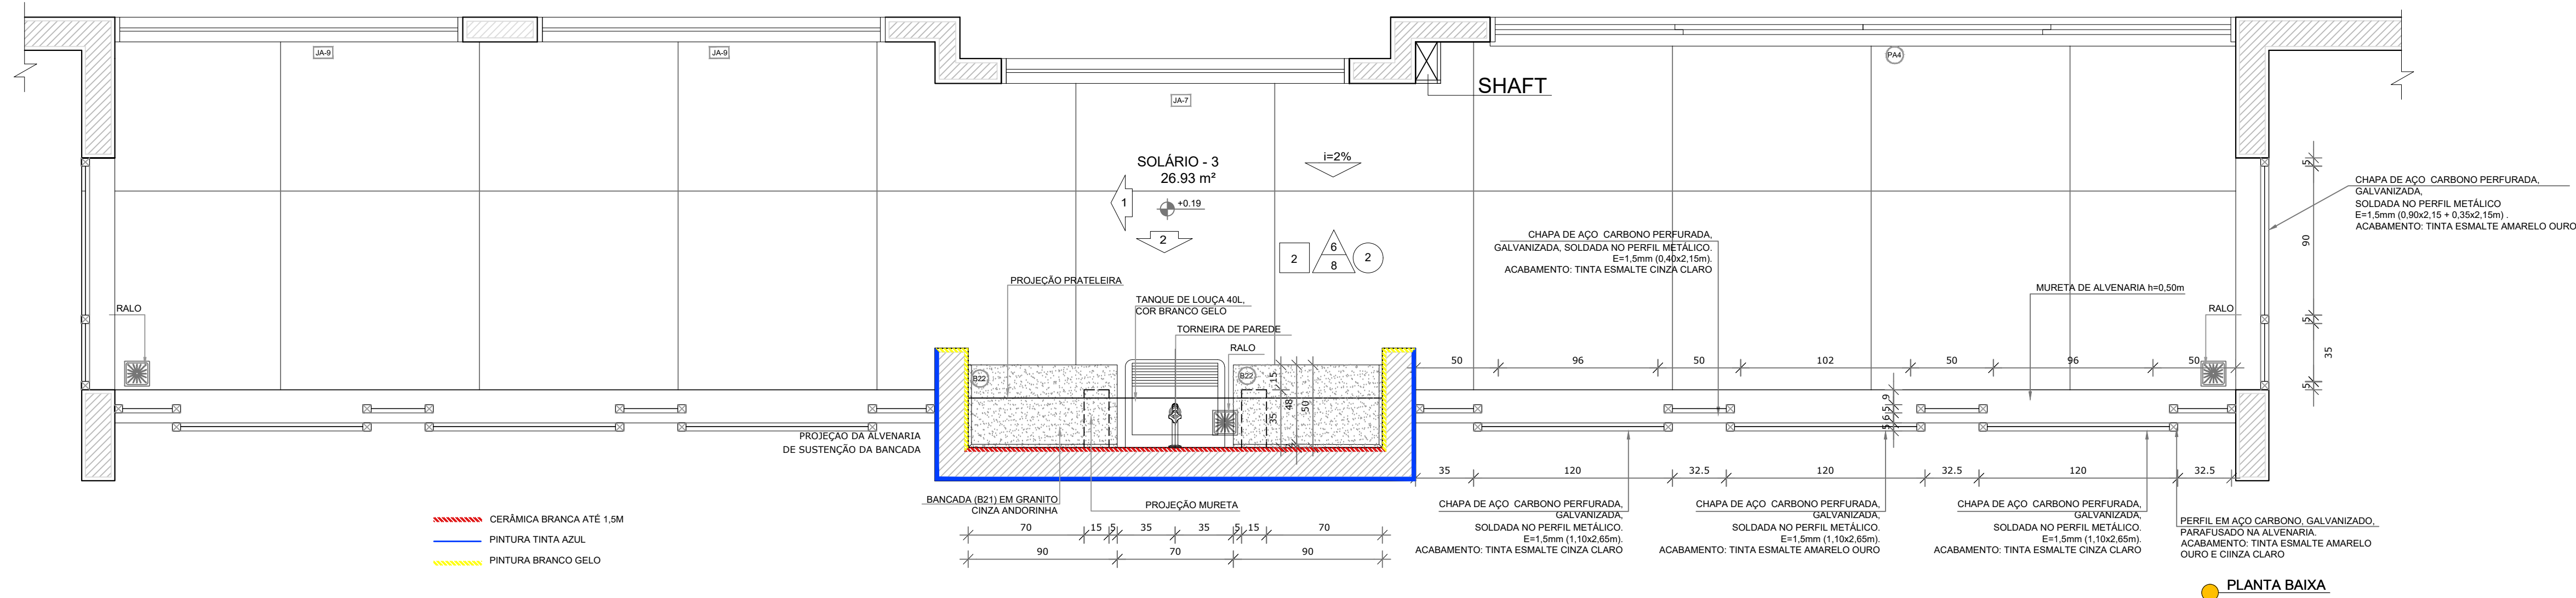 JA-9
JA-9
PA4
SHAFT
JA-7
SOLÁRIO - 3
26.93 m²
i=2%
1
+0.19
2
2
6
8
2
CHAPA DE AÇO CARBONO PERFURADA,
GALVANIZADA,
SOLDADA NO PERFIL METÁLICO
E=1,5mm (0,90x2,15 + 0,35x2,15m) .
ACABAMENTO: TINTA ESMALTE AMARELO OURO
5
90
5
35
5
CHAPA DE AÇO CARBONO PERFURADA,
GALVANIZADA, SOLDADA NO PERFIL METÁLICO.
E=1,5mm (0,40x2,15m).
ACABAMENTO: TINTA ESMALTE CINZA CLARO
MURETA DE ALVENARIA h=0,50m
RALO
RALO
PROJEÇÃO PRATELEIRA
TANQUE DE LOUÇA 40L,
COR BRANCO GELO
TORNEIRA DE PAREDE
RALO
B22
B22
15
48
50
35
2
50
96
50
102
50
96
50
9
5
6
5
PROJEÇÃO DA ALVENARIA
DE SUSTENÇÃO DA BANCADA
35
120
32.5
120
32.5
120
32.5
BANCADA (B21) EM GRANITO
CINZA ANDORINHA
PROJEÇÃO MURETA
70
15
5
35
35
5
15
70
90
70
90
CERÂMICA BRANCA ATÉ 1,5M
PINTURA TINTA AZUL
PINTURA BRANCO GELO
CHAPA DE AÇO CARBONO PERFURADA,
GALVANIZADA,
SOLDADA NO PERFIL METÁLICO.
E=1,5mm (1,10x2,65m).
ACABAMENTO: TINTA ESMALTE CINZA CLARO
CHAPA DE AÇO CARBONO PERFURADA,
GALVANIZADA,
SOLDADA NO PERFIL METÁLICO.
E=1,5mm (1,10x2,65m).
ACABAMENTO: TINTA ESMALTE AMARELO OURO
CHAPA DE AÇO CARBONO PERFURADA,
GALVANIZADA,
SOLDADA NO PERFIL METÁLICO.
E=1,5mm (1,10x2,65m).
ACABAMENTO: TINTA ESMALTE CINZA CLARO
PERFIL EM AÇO CARBONO, GALVANIZADO,
PARAFUSADO NA ALVENARIA.
ACABAMENTO: TINTA ESMALTE AMARELO
OURO E CIINZA CLARO
PLANTA BAIXA